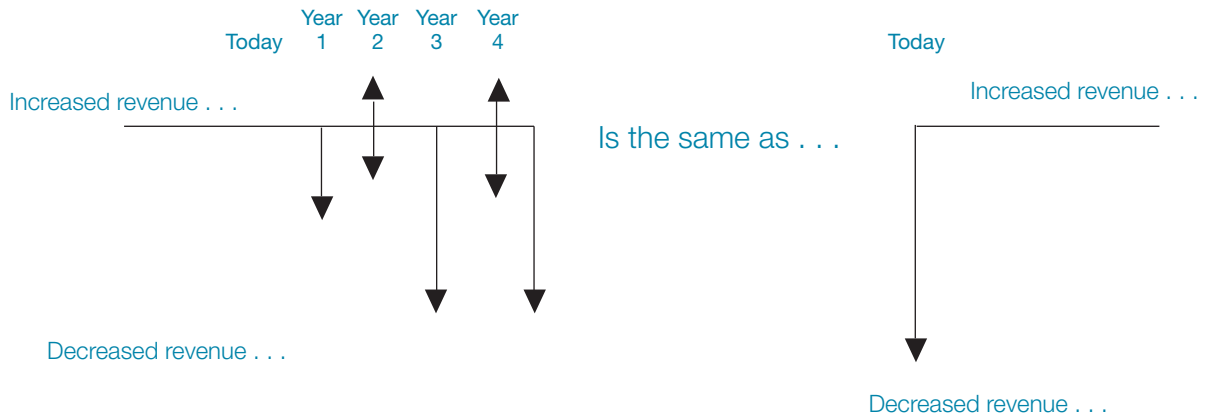 Year Year Year Year
Today 1 2 3 4
Increased revenue . . .
Decreased revenue . . .
Is the same as . . .
Today
Increased revenue . . .
Decreased revenue . . .